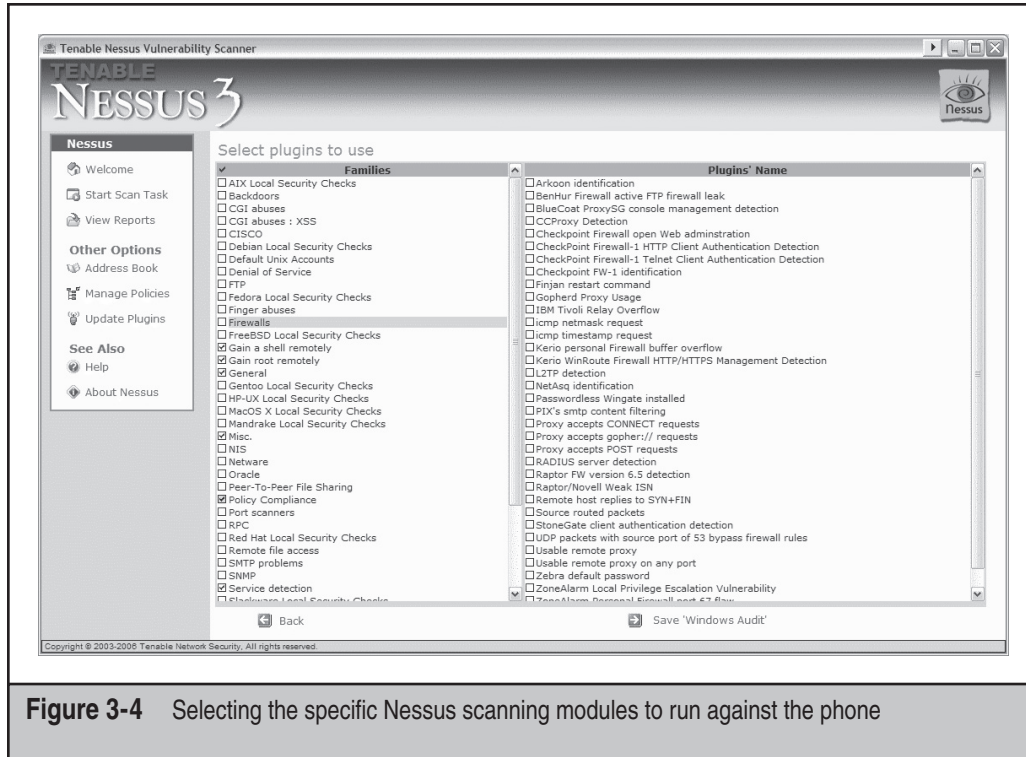 Tenable Nessus Vulnerability Scanner
TENABLE
NESSUS 3
Nessus
Nessus
Welcome
Start Scan Task
View Reports
Other Options
Address Book
Manage Policies
Update Plugins
See Also
Help
About Nessus
Select plugins to use
Families
AIX Local Security Checks
Backdoors
CGI abuses
CGI abuses : XSS
CISCO
Debian Local Security Checks
Default Unix Accounts
Denial of Service
FTP
Fedora Local Security Checks
Finger abuses
Firewalls
FreeBSD Local Security Checks
Gain a shell remotely
Gain root remotely
General
Gentoo Local Security Checks
HP-UX Local Security Checks
MacOS X Local Security Checks
Mandrake Local Security Checks
Misc.
NIS
Netware
Oracle
Peer-To-Peer File Sharing
Policy Compliance
Port scanners
RPC
Red Hat Local Security Checks
Remote file access
SMTP problems
SNMP
Service detection
Slackware Local Security Checks
Plugins' Name
Arkoon identification
BenHur Firewall active FTP firewall leak
BlueCoat ProxySG console management detection
CCProxy Detection
Checkpoint Firewall open Web adminstration
CheckPoint Firewall-1 HTTP Client Authentication Detection
CheckPoint Firewall-1 Telnet Client Authentication Detection
Checkpoint FW-1 identification
Finjan restart command
Gopherd Proxy Usage
IBM Tivoli Relay Overflow
icmp netmask request
icmp timestamp request
Kerio personal Firewall buffer overflow
Kerio WinRoute Firewall HTTP/HTTPS Management Detection
L2TP detection
NetAsq identification
Passwordless Wingate installed
PIX's smtp content filtering
Proxy accepts CONNECT requests
Proxy accepts gopher:// requests
Proxy accepts POST requests
RADIUS server detection
Raptor FW version 6.5 detection
Raptor/Novell Weak ISN
Remote host replies to SYN+FIN
Source routed packets
StoneGate client authentication detection
UDP packets with source port of 53 bypass firewall rules
Usable remote proxy
Usable remote proxy on any port
Zebra default password
ZoneAlarm Local Privilege Escalation Vulnerability
ZoneAlarm Personal Firewall port 67 flaw
Back
Save 'Windows Audit'
Copyright © 2003-2006 Tenable Network Security, All rights reserved.
Figure 3-4 Selecting the specific Nessus scanning modules to run against the phone